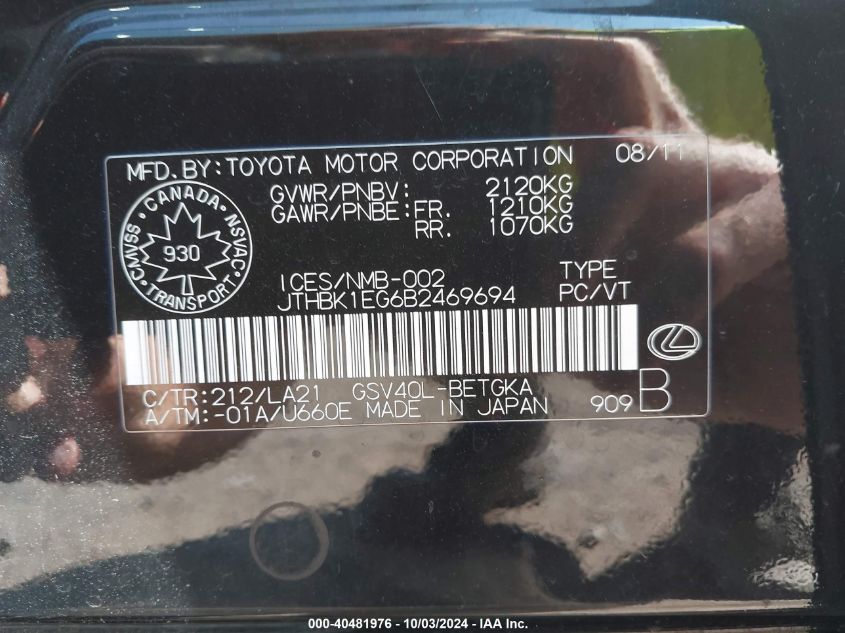 MFD.BY:TOYOTA MOTOR CORPORATION 08/11
GVWR/PNBV: 2120KG
GAWR/PNBE: FR. 1210KG
RR. 1070KG
CMVSS · CANADA · NSVAC · TRANSPORT ·
930
ICES/NMB-002 TYPE
JTHBK1EG6B2469694 PC/VT
C/TR:212/LA21 GSV40L-BETGKA
A/TM:-01A/U660E MADE IN JAPAN 909 B
000-40481976 - 10/03/2024 - IAA Inc.